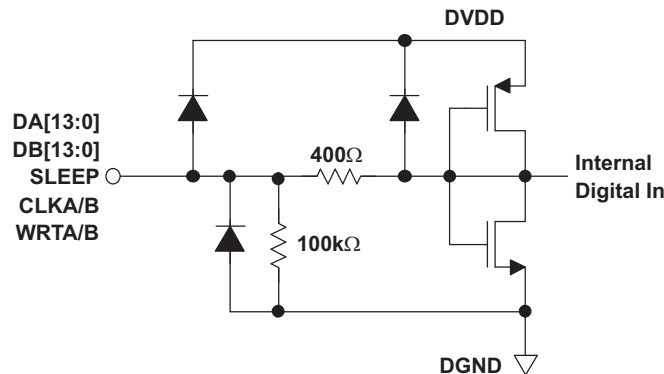 DVDD
DA[13:0]
DB[13:0]
SLEEP
CLKA/B
WRTA/B
400Ω
100kΩ
Internal
Digital In
DGND